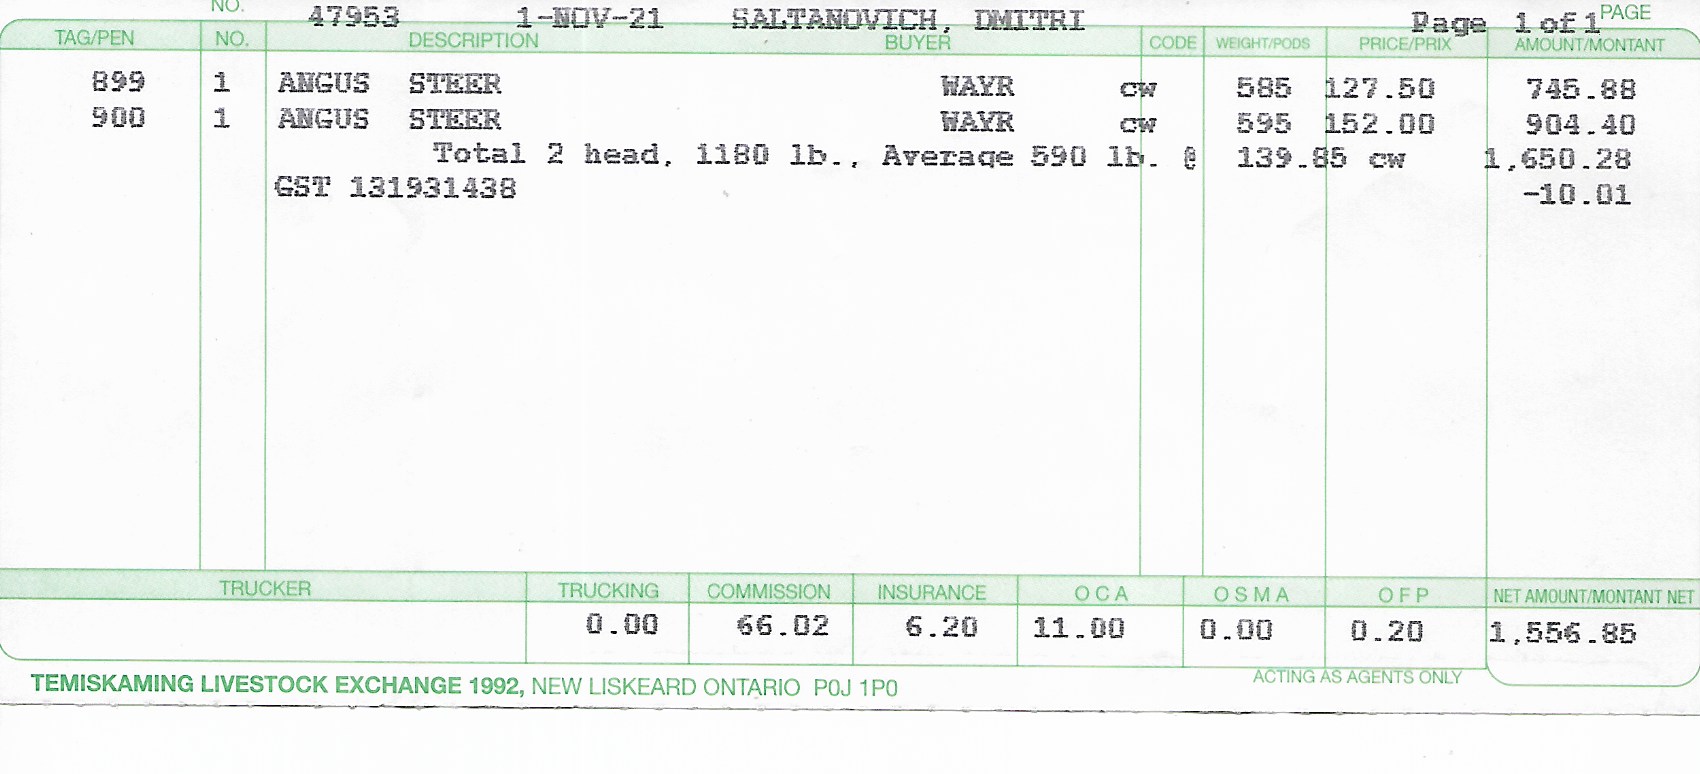 NO. 47953 1-NOV-21 SALTANOVICH, DMITRI Page 1 of 1 PAGE
TAG/PEN NO. DESCRIPTION BUYER CODE WEIGHT/PODS PRICE/PRIX AMOUNT/MONTANT
899 1 ANGUS STEER WAYR cw 585 127.50 745.88
900 1 ANGUS STEER WAYR cw 595 152.00 904.40
Total 2 head, 1180 lb., Average 590 lb. @ 139.85 cw 1,650.28
GST 131931438 -10.01
TRUCKER TRUCKING COMMISSION INSURANCE OCA OSMA OFP NET AMOUNT/MONTANT NET
0.00 66.02 6.20 11.00 0.00 0.20 1,556.85
TEMISKAMING LIVESTOCK EXCHANGE 1992, NEW LISKEARD ONTARIO P0J 1P0 ACTING AS AGENTS ONLY